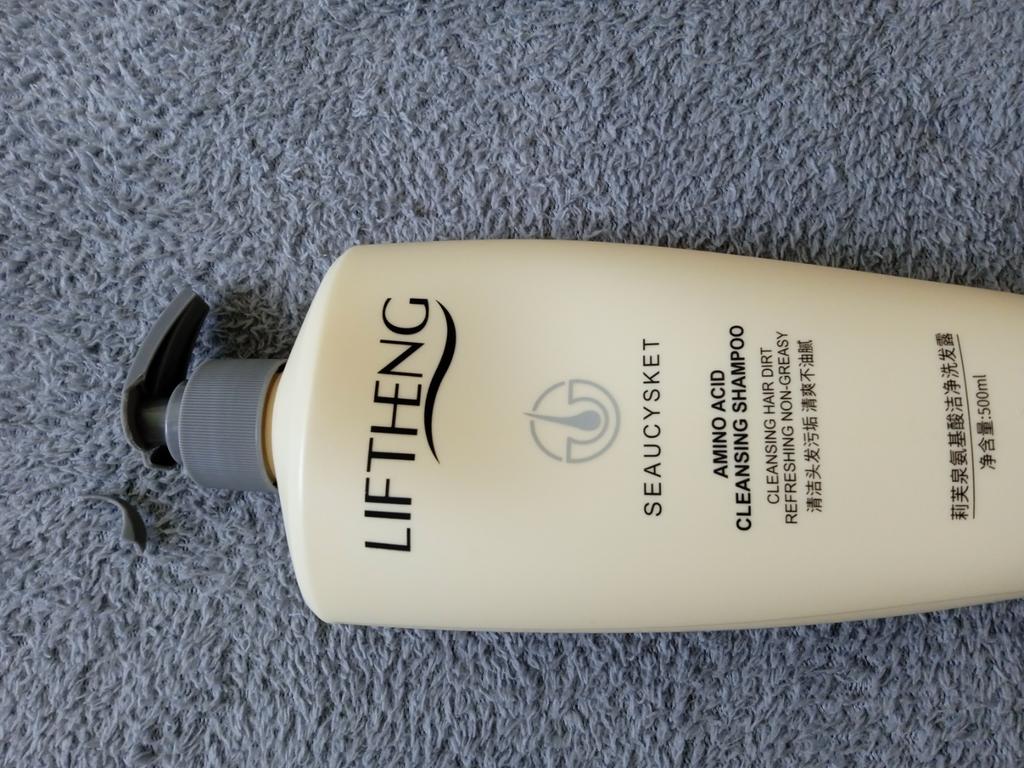 LIFTHENG
SEAUCYSKET
AMINO ACID
CLEANSING SHAMPOO
CLEANSING HAIR DIRT
REFRESHING NON-GREASY
清洁头发污垢 清爽不油腻
莉芙泉氨基酸洁净洗发露
净含量:500ml